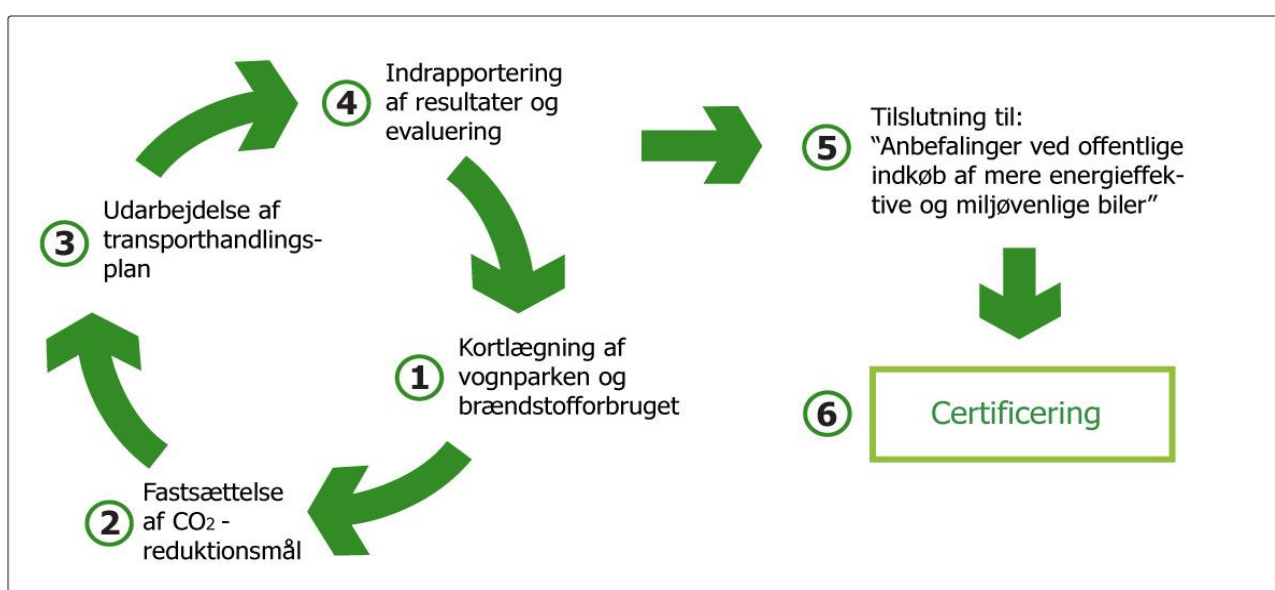 4
Indrapportering
af resultater og
evaluering
5
Tilslutning til:
“Anbefalinger ved offentlige
indkøb af mere energieffek-
tive og miljøvenlige biler”
3
Udarbejdelse af
transporthandlings-
plan
1
Kortlægning af
vognparken og
brændstofforbruget
6
Certificering
2
Fastsættelse
af CO2 -
reduktionsmål